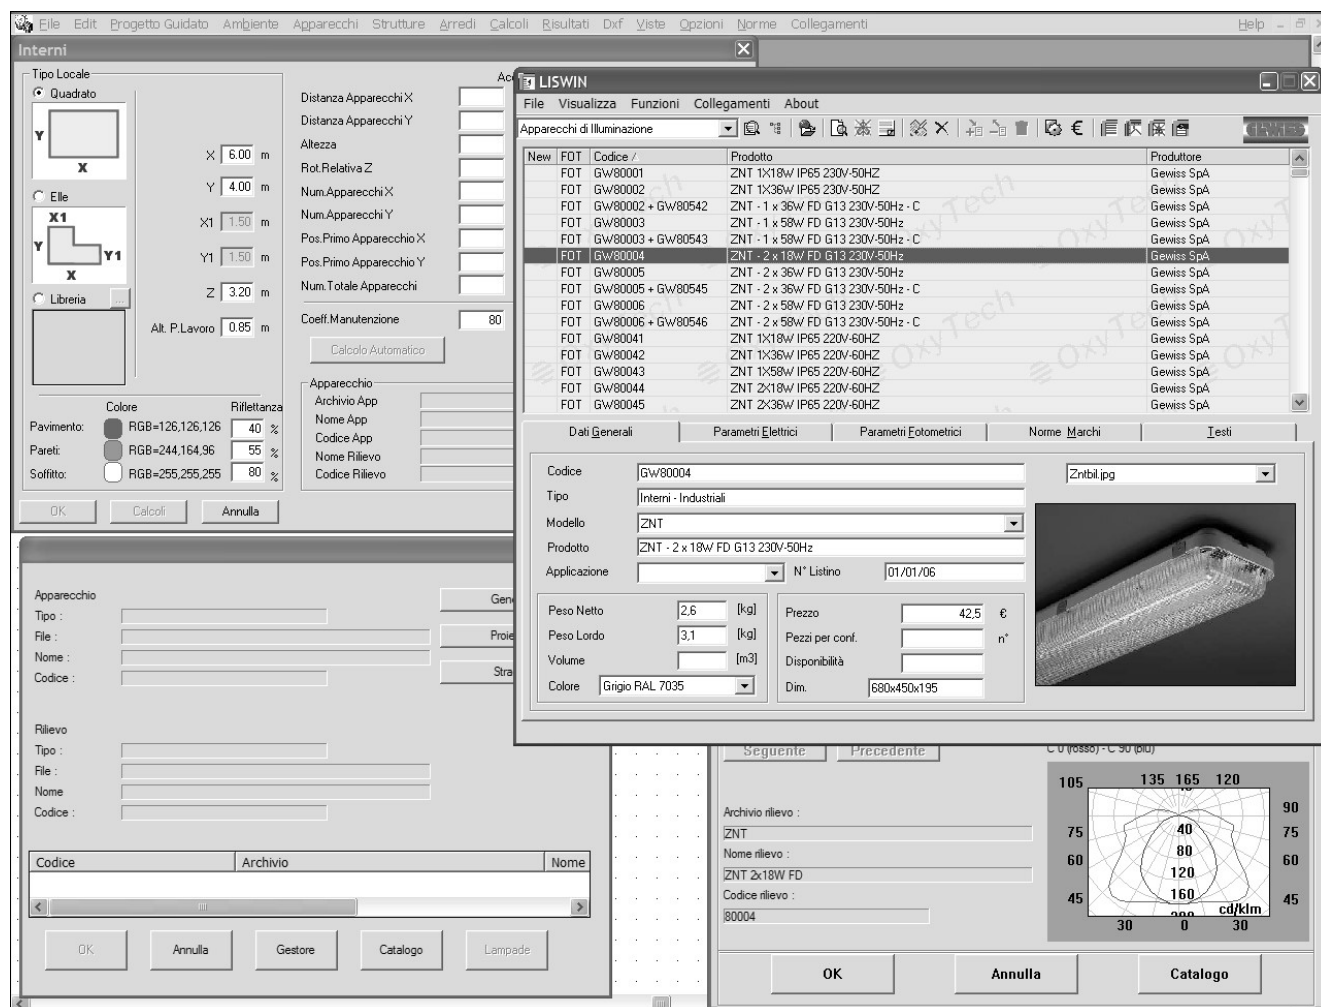 File Edit Progetto Guidato Ambiente Apparecchi Strutture Arredi Calcoli Risultati Dxf Viste Opzioni Norme Collegamenti Help
Interni
Tipo Locale
Quadrato
Y
X
X 6.00 m
Y 4.00 m
Elle
X1
Y
Y1
X
X1 1.50 m
Y1 1.50 m
Z 3.20 m
Libreria ...
Alt. P.Lavoro 0.85 m
Colore Riflettanza
Pavimento: RGB=126,126,126 40 %
Pareti: RGB=244,164,96 55 %
Soffitto: RGB=255,255,255 80 %
OK Calcoli Annulla
Distanza Apparecchi X
Distanza Apparecchi Y
Altezza
Rot.Relativa Z
Num.Apparecchi X
Num.Apparecchi Y
Pos.Primo Apparecchio X
Pos.Primo Apparecchio Y
Num.Totale Apparecchi
Coeff.Manutenzione 80
Calcolo Automatico
Apparecchio
Archivio App
Nome App
Codice App
Nome Rilievo
Codice Rilievo
LISWIN
File Visualizza Funzioni Collegamenti About
Apparecchi di Illuminazione € GEWISS
New FOT Codice / Prodotto Produttore
FOT GW80001 ZNT 1X18W IP65 230V-50HZ Gewiss SpA
FOT GW80002 ZNT 1X36W IP65 230V-50HZ Gewiss SpA
FOT GW80002 + GW80542 ZNT - 1 x 36W FD G13 230V-50Hz - C Gewiss SpA
FOT GW80003 ZNT - 1 x 58W FD G13 230V-50Hz Gewiss SpA
FOT GW80003 + GW80543 ZNT - 1 x 58W FD G13 230V-50Hz - C Gewiss SpA
FOT GW80004 ZNT - 2 x 18W FD G13 230V-50Hz Gewiss SpA
FOT GW80005 ZNT - 2 x 36W FD G13 230V-50Hz Gewiss SpA
FOT GW80005 + GW80545 ZNT - 2 x 36W FD G13 230V-50Hz - C Gewiss SpA
FOT GW80006 ZNT - 2 x 58W FD G13 230V-50Hz Gewiss SpA
FOT GW80006 + GW80546 ZNT - 2 x 58W FD G13 230V-50Hz - C Gewiss SpA
FOT GW80041 ZNT 1X18W IP65 220V-60HZ Gewiss SpA
FOT GW80042 ZNT 1X36W IP65 220V-60HZ Gewiss SpA
FOT GW80043 ZNT 1X58W IP65 220V-60HZ Gewiss SpA
FOT GW80044 ZNT 2X18W IP65 220V-60HZ Gewiss SpA
FOT GW80045 ZNT 2X36W IP65 220V-60HZ Gewiss SpA
OxyTech
Dati Generali Parametri Elettrici Parametri Fotometrici Norme Marchi Testi
Codice GW80004 Zntbil.jpg
Tipo Interni - Industriali
Modello ZNT
Prodotto ZNT - 2 x 18W FD G13 230V-50Hz
Applicazione N° Listino 01/01/06
Peso Netto 2,6 [kg]
Peso Lordo 3,1 [kg]
Volume [m3]
Colore Grigio RAL 7035
Prezzo 42,5 €
Pezzi per conf. n°
Disponibilità
Dim. 680x450x195
Apparecchio
Tipo :
File :
Nome :
Codice :
Gene
Proie
Stra
Rilievo
Tipo :
File :
Nome
Codice :
Codice Archivio Nome
OK Annulla Gestore Catalogo Lampade
Seguente Precedente
C 0 (rosso) - C 90 (blu)
Archivio rilievo :
ZNT
Nome rilievo :
ZNT 2x18W FD
Codice rilievo :
80004
105 135 165 120
90
75 40 75
80
60 120 60
45 160 45
cd/klm
30 0 30
OK Annulla Catalogo